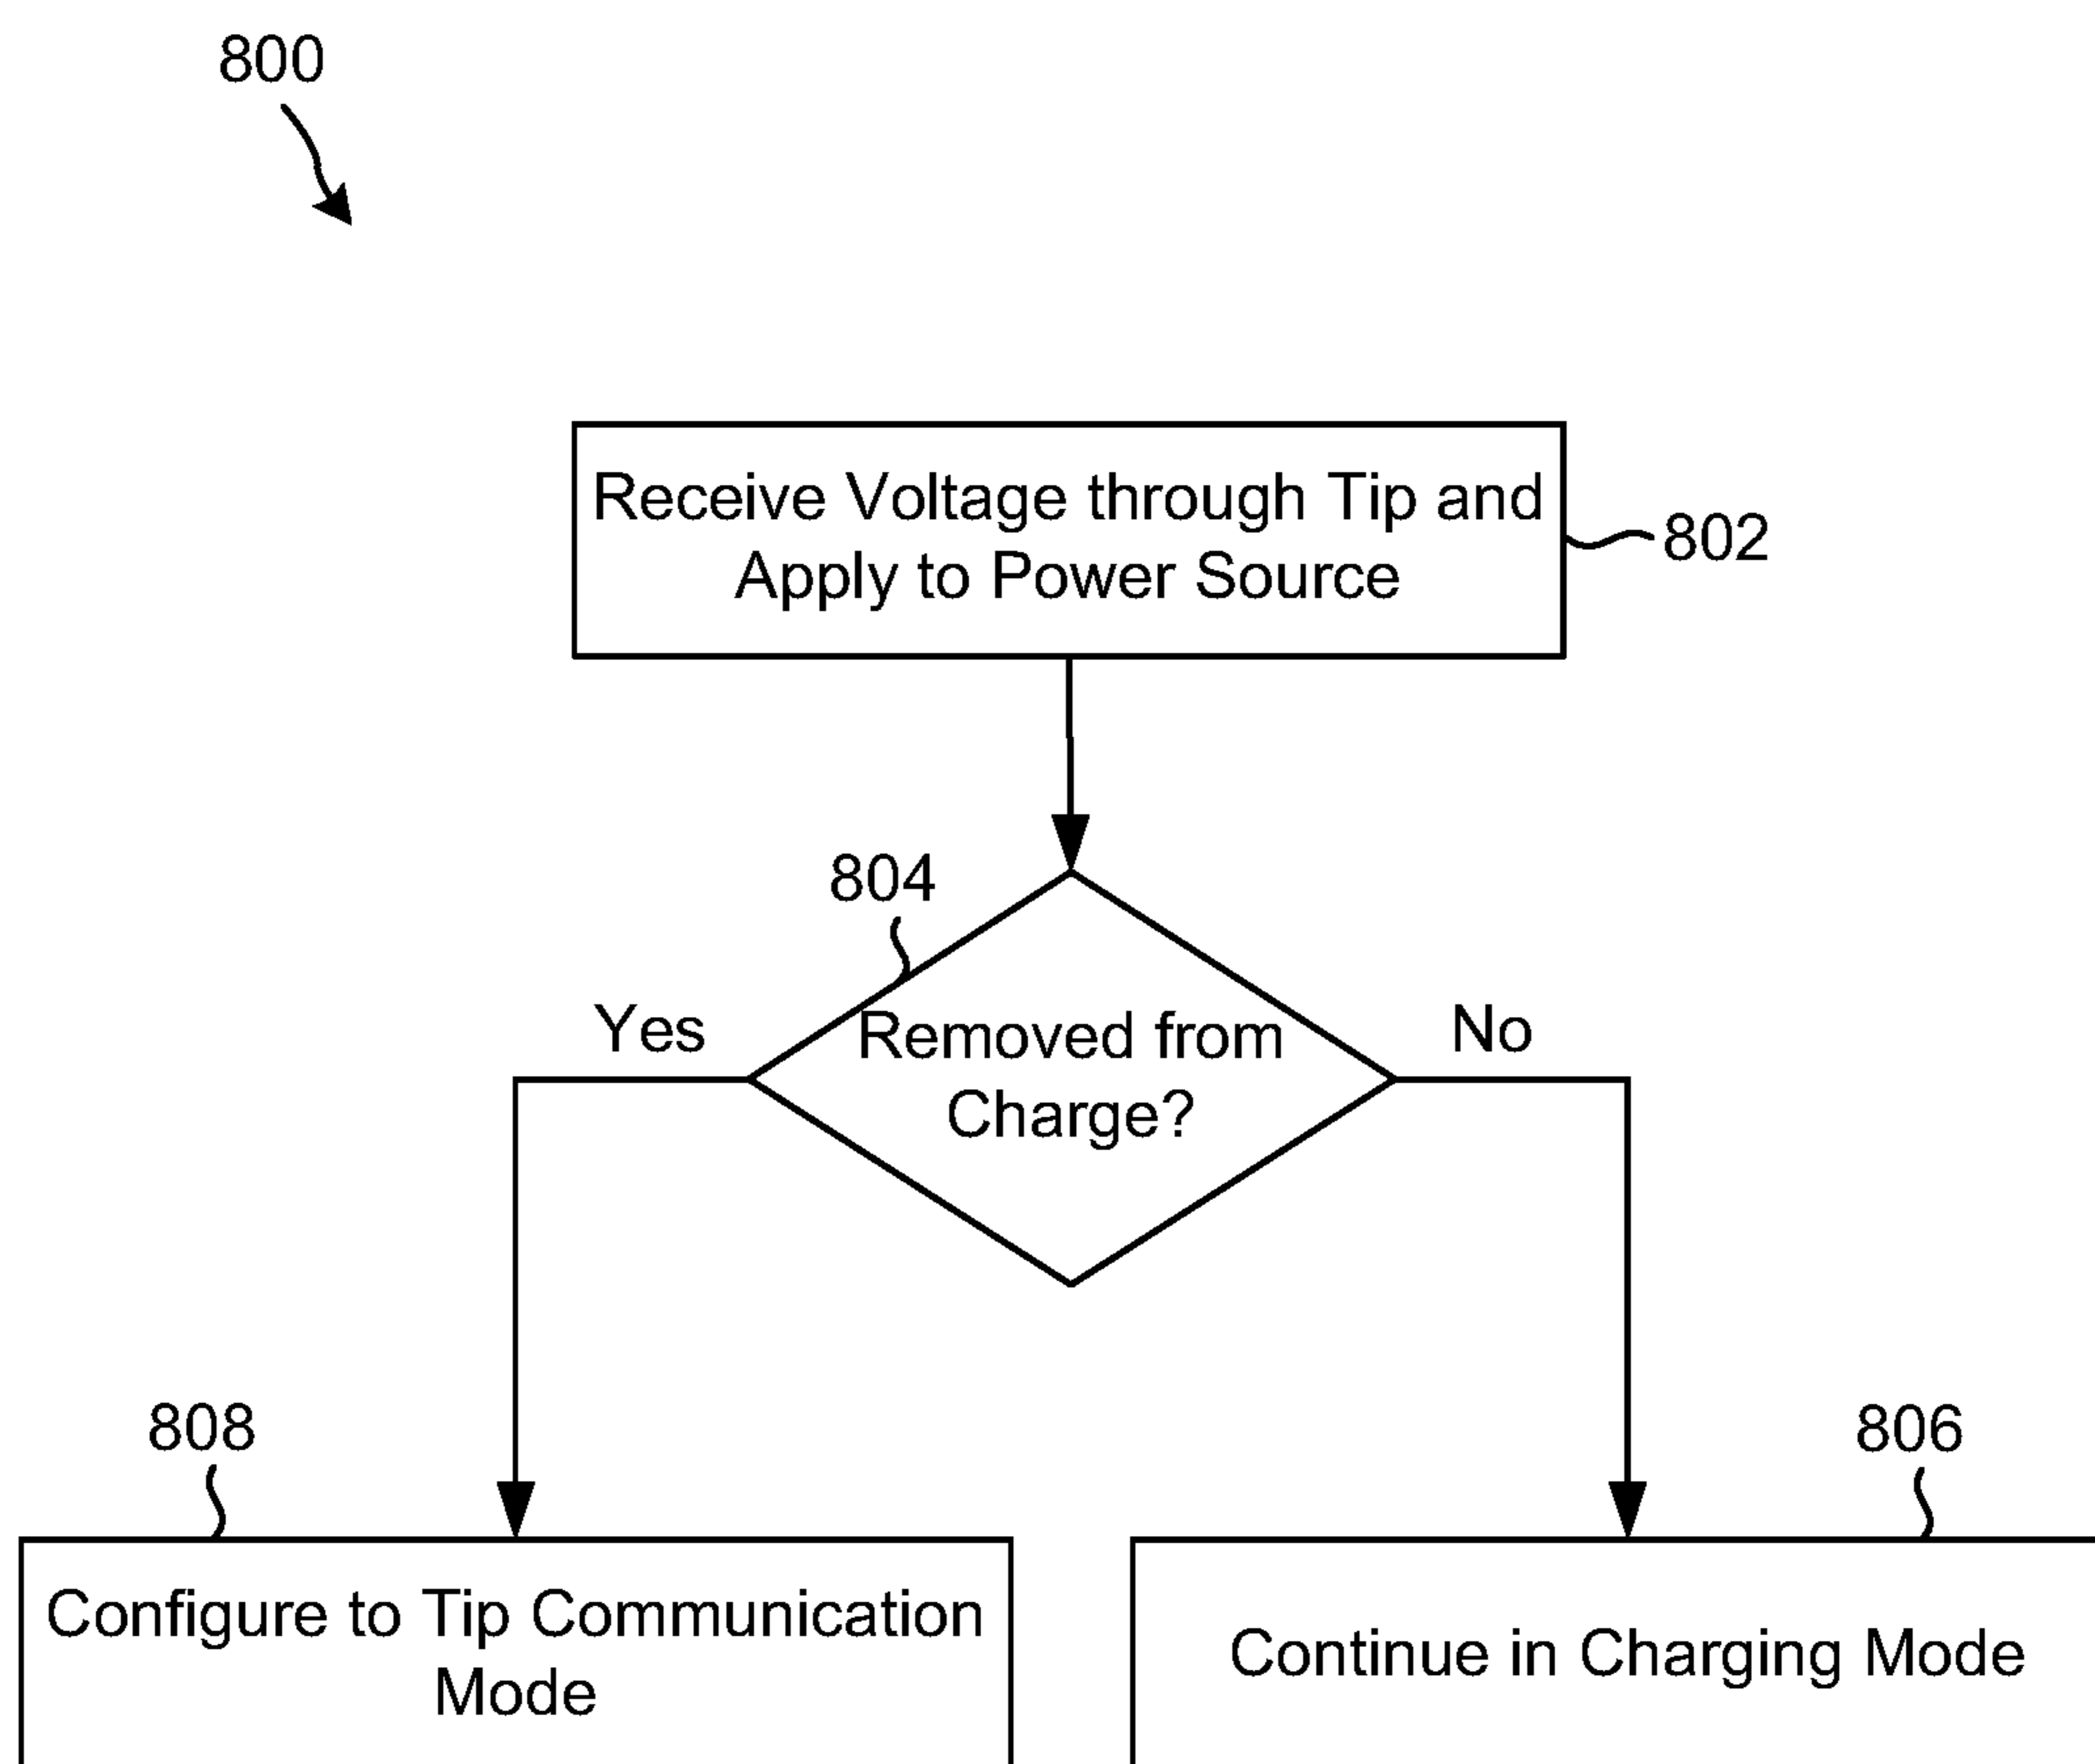 800
Receive Voltage through Tip and
Apply to Power Source
802
804
Yes
Removed from
Charge?
No
808
806
Configure to Tip Communication
Mode
Continue in Charging Mode